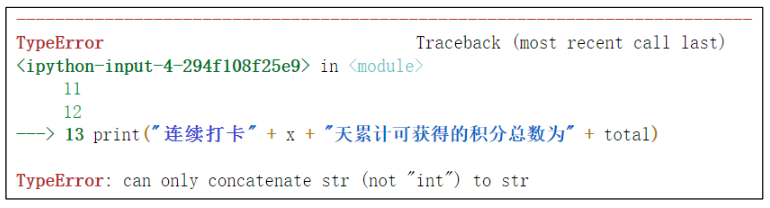 ---------------------------------------------------------------------------
TypeError                                 Traceback (most recent call last)
<ipython-input-4-294f108f25e9> in <module>
     11
     12
---> 13 print("连续打卡" + x + "天累计可获得的积分总数为" + total)
TypeError: can only concatenate str (not "int") to str